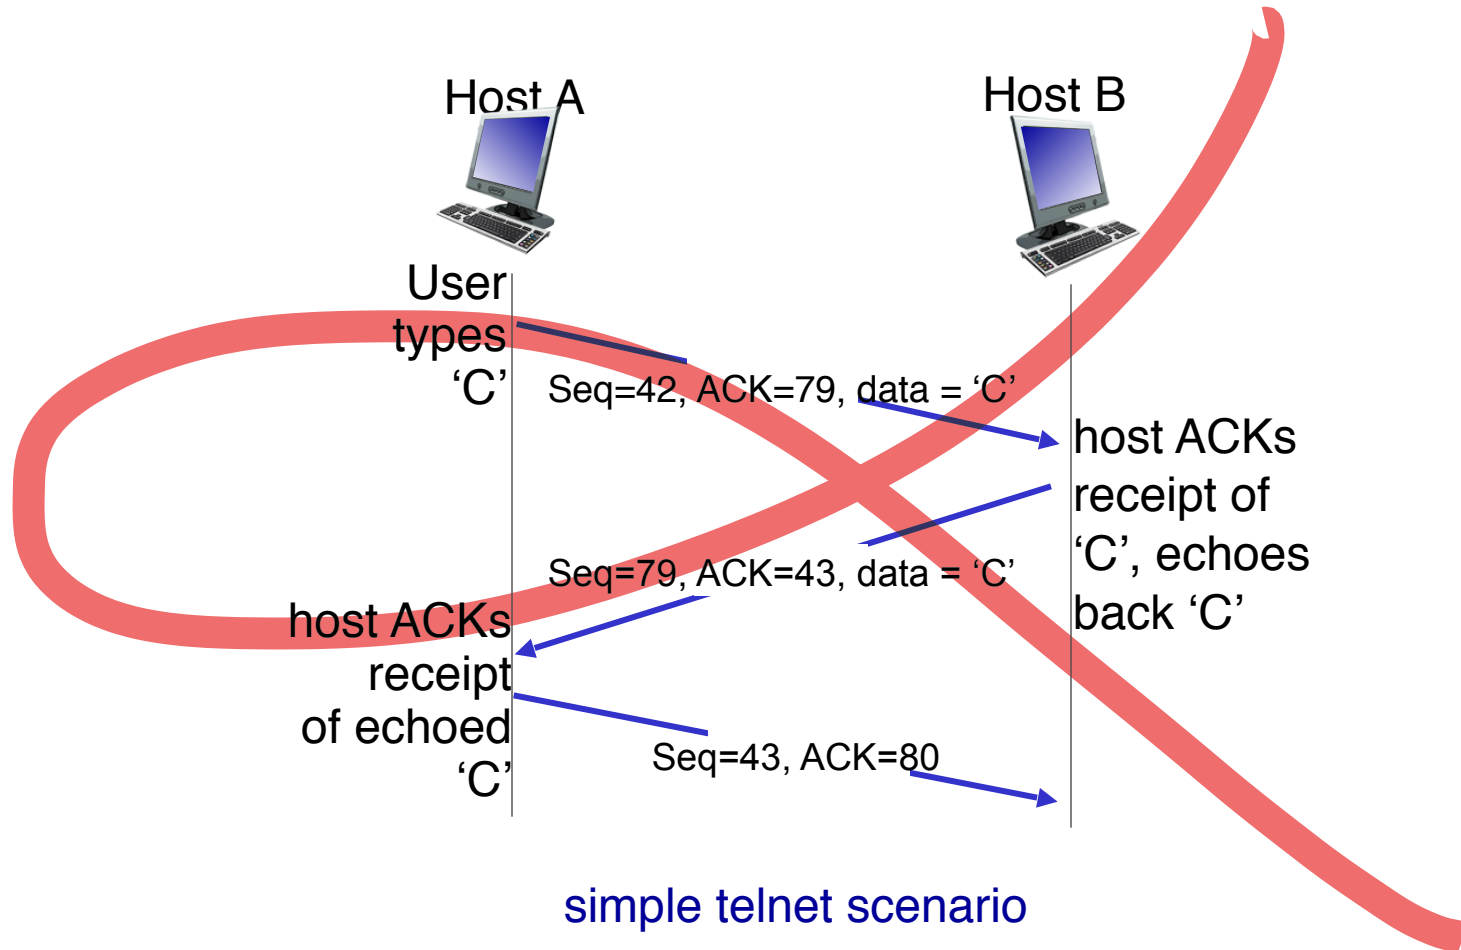 Host A
Host B
User
types
‘C’
Seq=42, ACK=79, data = ‘C’
host ACKs
receipt of
‘C’, echoes
back ‘C’
Seq=79, ACK=43, data = ‘C’
host ACKs
receipt
of echoed
‘C’
Seq=43, ACK=80
simple telnet scenario